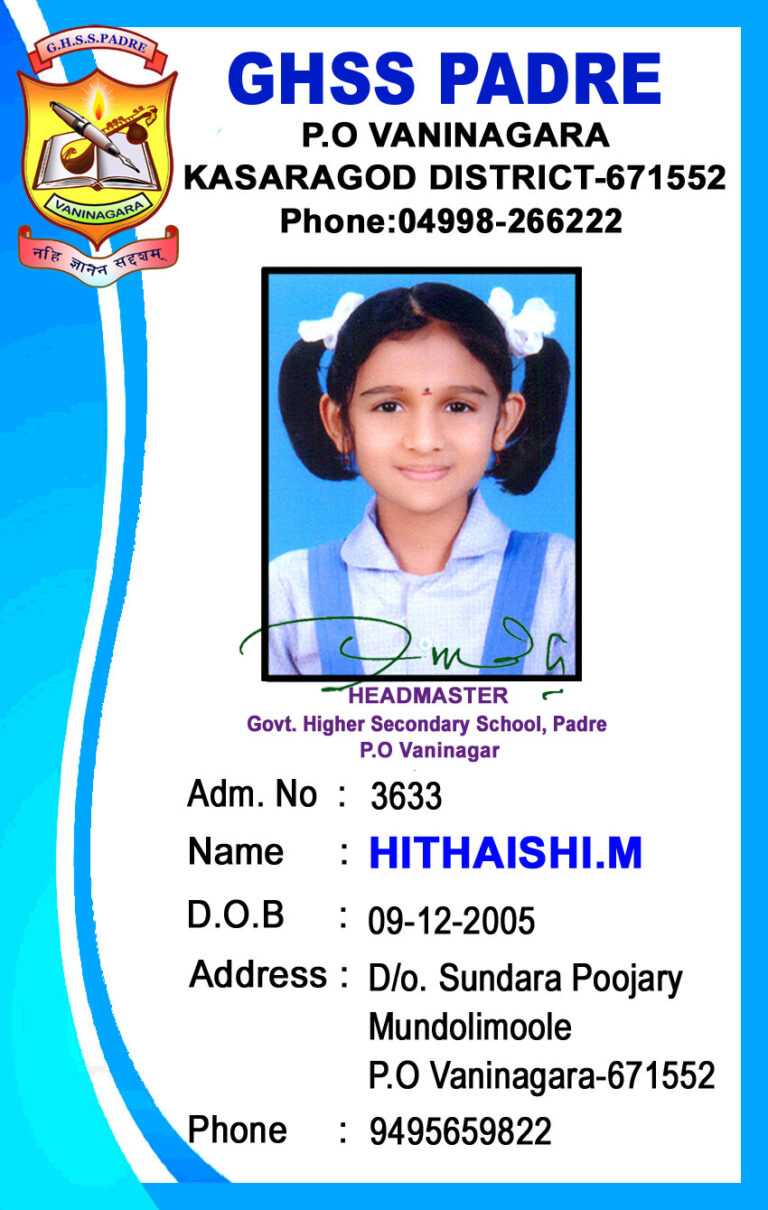 G.H.S.S.PADRE
VANINAGARA
नहि ज्ञानेन सदृशम्
GHSS PADRE
P.O VANINAGARA
KASARAGOD DISTRICT-671552
Phone:04998-266222
HEADMASTER
Govt. Higher Secondary School, Padre
P.O Vaninagar
Adm. No : 3633
Name : HITHAISHI.M
D.O.B : 09-12-2005
Address : D/o. Sundara Poojary
Mundolimoole
P.O Vaninagara-671552
Phone : 9495659822